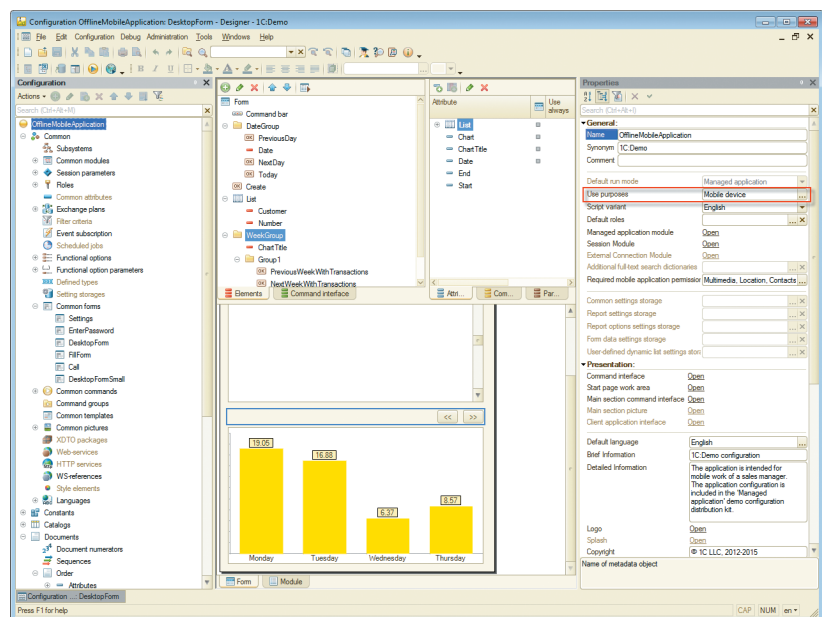 Configuration OfflineMobileApplication: DesktopForm - Designer - 1C:Demo
File Edit Configuration Debug Administration Tools Windows Help
Configuration
Actions
Search (Ctrl+Alt+M)
OfflineMobileApplication
Common
Subsystems
Common modules
Session parameters
Roles
Common attributes
Exchange plans
Filter criteria
Event subscription
Scheduled jobs
Functional options
Functional option parameters
Defined types
Setting storages
Common forms
Settings
EnterPassword
DesktopForm
FillForm
Call
DesktopFormSmall
Common commands
Command groups
Common templates
Common pictures
XDTO packages
Web-services
HTTP services
WS-references
Style elements
Languages
Constants
Catalogs
Documents
Document numerators
Sequences
Order
Attributes
Form
Command bar
DateGroup
PreviousDay
Date
NextDay
Today
Create
List
Customer
Number
WeekGroup
ChartTitle
Group1
PreviousWeekWithTransactions
NextWeekWithTransactions
Elements Command interface
Attribute Use always
List
Chart
ChartTitle
Date
End
Start
Attri... Com... Par...
<< >>
19.05
16.88
6.37
8.57
Monday Tuesday Wednesday Thursday
Form Module
Properties
Search (Ctrl+Alt+I)
General:
Name OfflineMobileApplication
Synonym 1C:Demo
Comment
Default run mode Managed application
Use purposes Mobile device ...
Script variant English
Default roles ... X
Managed application module Open
Session Module Open
External Connection Module Open
Additional full-text search dictionaries ... X
Required mobile application permission Multimedia, Location, Contacts ...
Common settings storage ... X
Report settings storage ... X
Report options settings storage ... X
Form data settings storage ... X
User-defined dynamic list settings stora ... X
Presentation:
Command interface Open
Start page work area Open
Main section command interface Open
Main section picture Open
Client application interface Open
Default language English ...
Brief Information 1C:Demo configuration
Detailed Information The application is intended for
mobile work of a sales manager.
The application configuration is
included in the 'Managed
application' demo configuration
distribution kit.
Logo Open
Splash Open
Copyright © 1C LLC, 2012-2015
Name of metadata object
Configuration ...: DesktopForm
Press F1 for help CAP NUM en